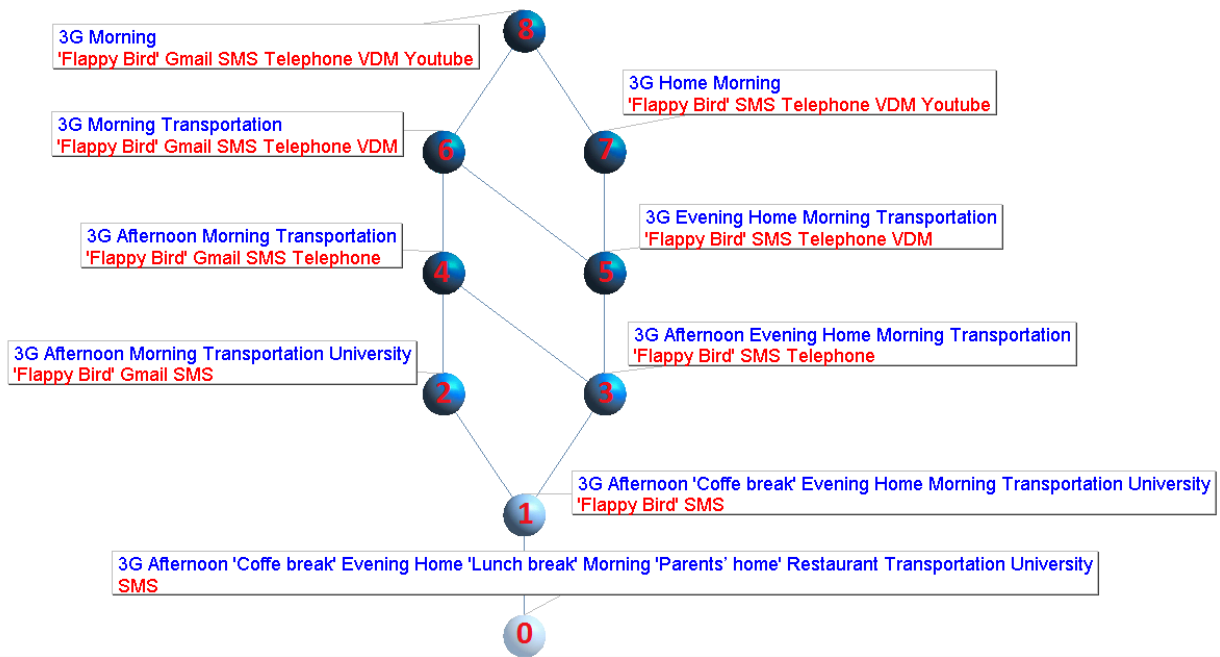 8
3G Morning
'Flappy Bird' Gmail SMS Telephone VDM Youtube
3G Home Morning
'Flappy Bird' SMS Telephone VDM Youtube
3G Morning Transportation
'Flappy Bird' Gmail SMS Telephone VDM
6
7
3G Evening Home Morning Transportation
'Flappy Bird' SMS Telephone VDM
3G Afternoon Morning Transportation
'Flappy Bird' Gmail SMS Telephone
4
5
3G Afternoon Evening Home Morning Transportation
'Flappy Bird' SMS Telephone
3G Afternoon Morning Transportation University
'Flappy Bird' Gmail SMS
2
3
3G Afternoon 'Coffe break' Evening Home Morning Transportation University
'Flappy Bird' SMS
1
3G Afternoon 'Coffe break' Evening Home 'Lunch break' Morning 'Parents’ home' Restaurant Transportation University
SMS
0